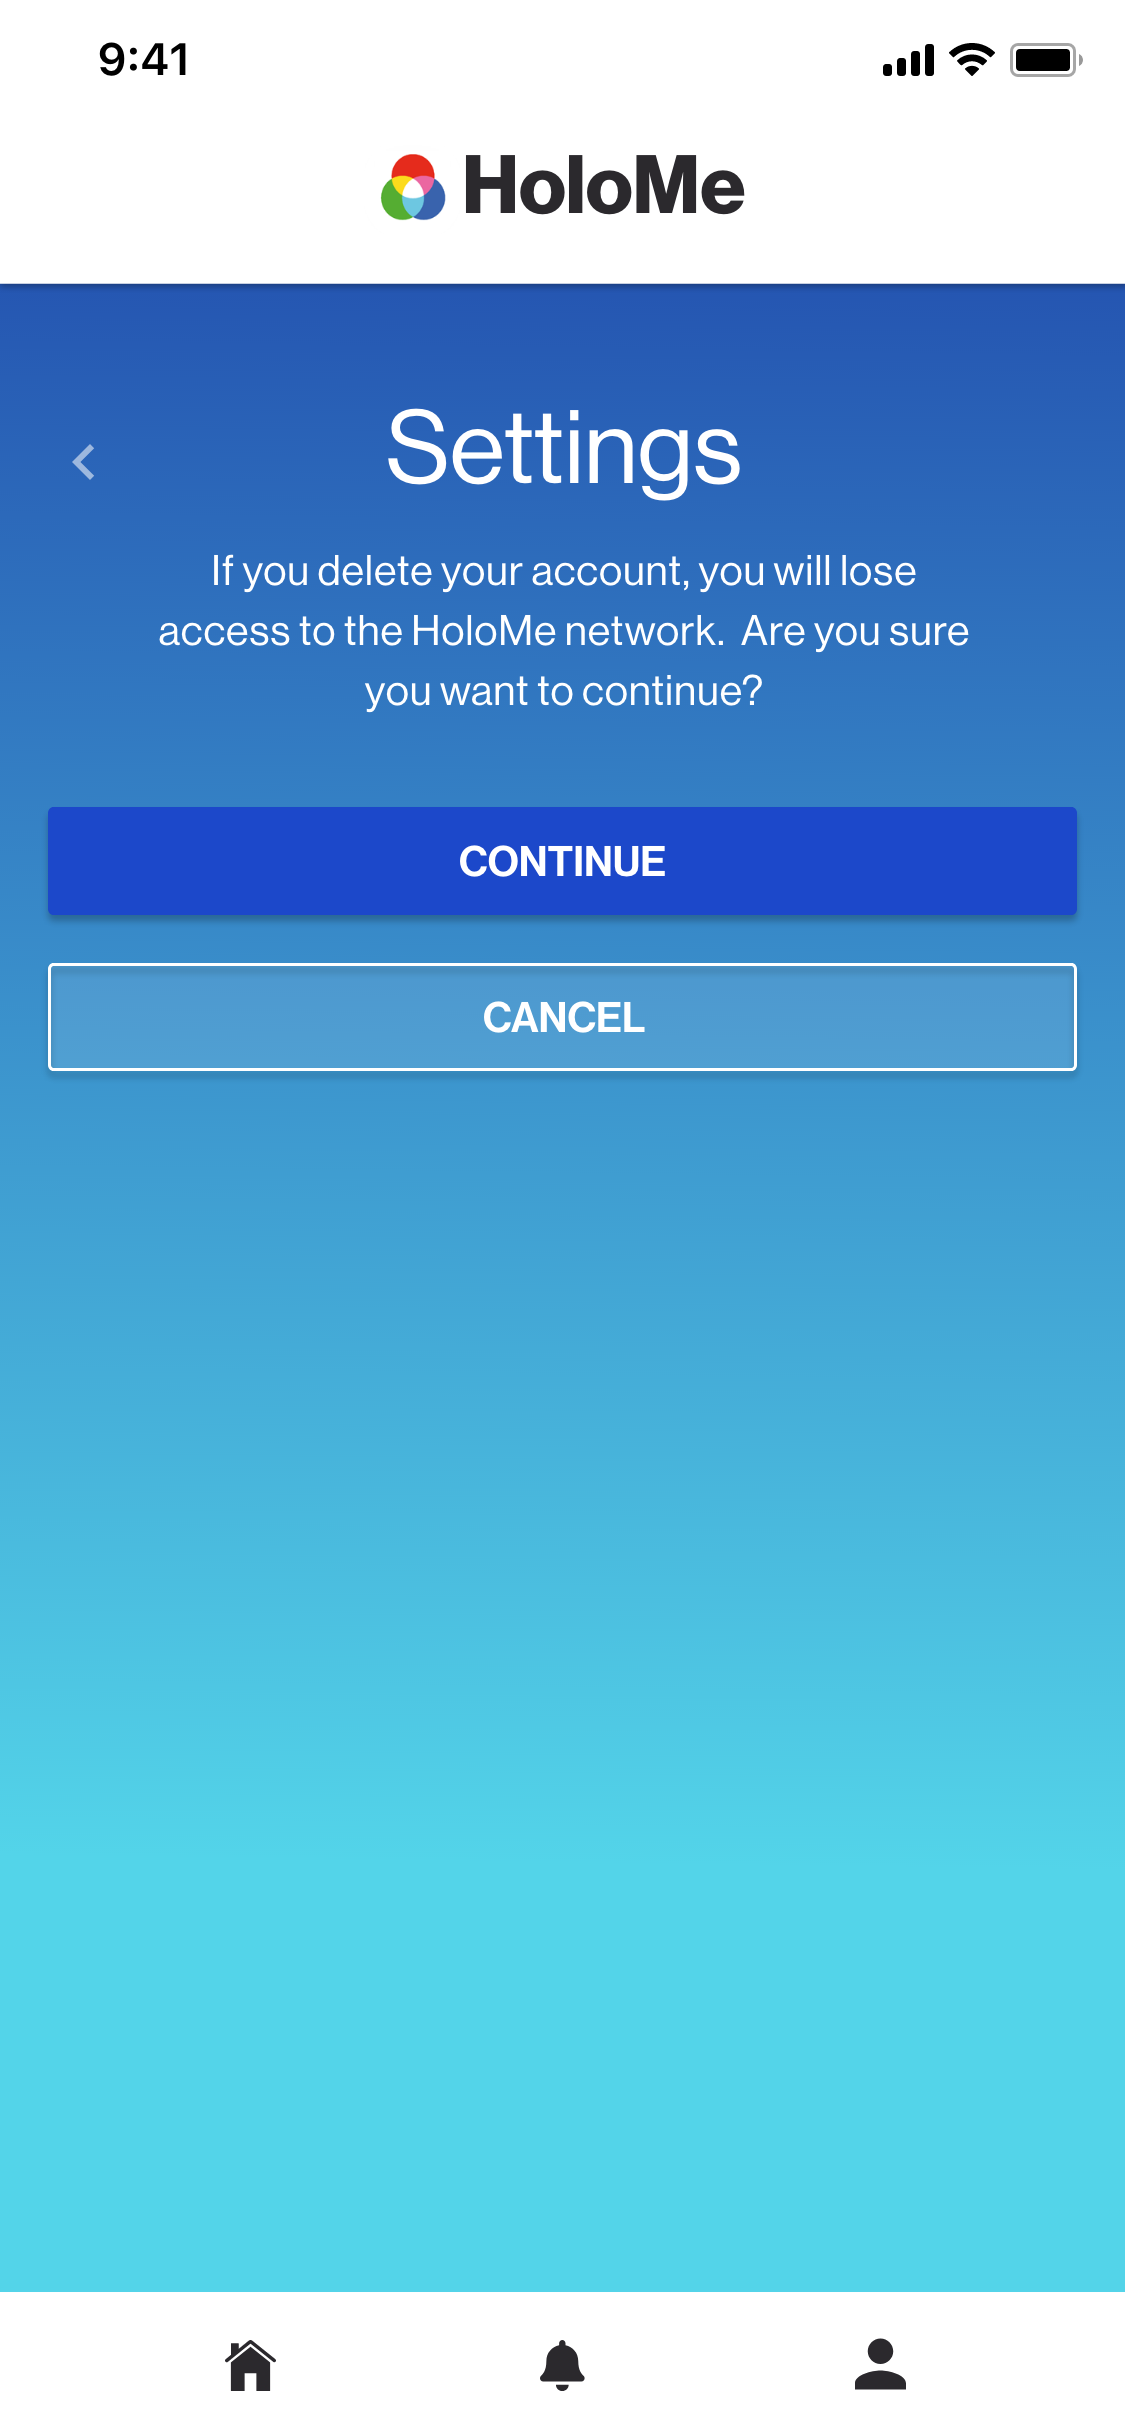 9:41
HoloMe
Settings
If you delete your account, you will lose
access to the HoloMe network.  Are you sure
you want to continue?
CONTINUE
CANCEL